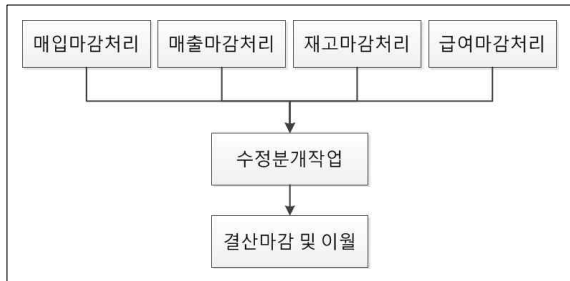 매입마감처리
매출마감처리
재고마감처리
급여마감처리
수정분개작업
결산마감 및 이월